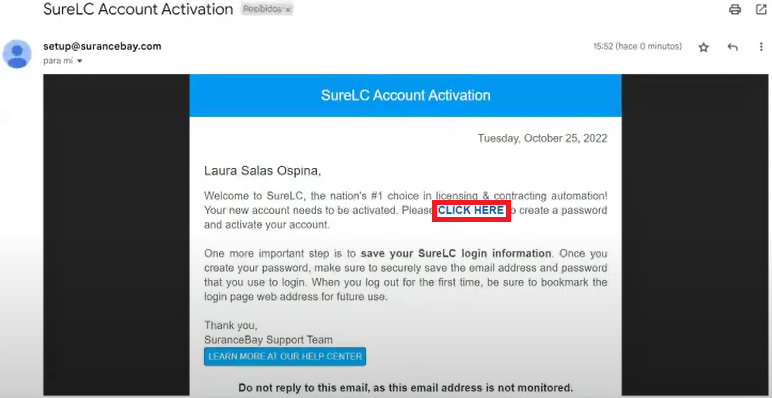 SureLC Account Activation Recibidos x
setup@surancebay.com
15:52 (hace 0 minutos)
para mí
SureLC Account Activation
Tuesday, October 25, 2022
Laura Salas Ospina,
Welcome to SureLC, the nation's #1 choice in licensing & contracting automation!
Your new account needs to be activated. Please CLICK HERE to create a password
and activate your account.
One more important step is to save your SureLC login information. Once you
create your password, make sure to securely save the email address and password
that you use to login. When you log out for the first time, be sure to bookmark the
login page web address for future use.
Thank you,
SuranceBay Support Team
LEARN MORE AT OUR HELP CENTER
Do not reply to this email, as this email address is not monitored.